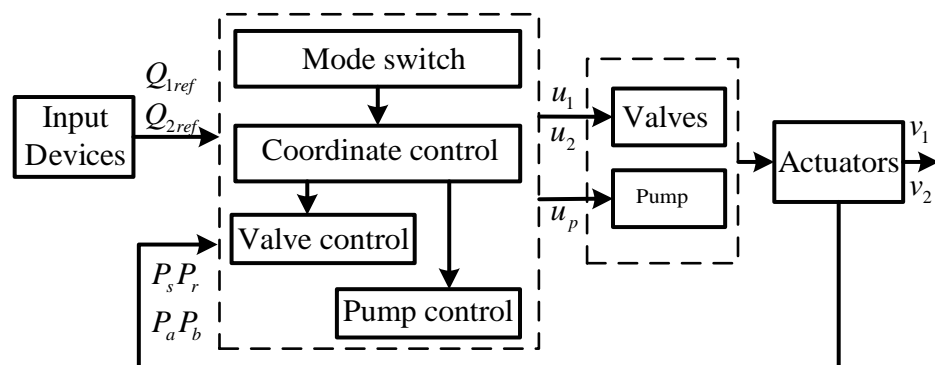 Mode switch
Q1ref
Q2ref
Input
Devices
Coordinate control
Valve control
Pump control
PsPr
PaPb
u1
u2
up
Valves
Pump
Actuators
v1
v2